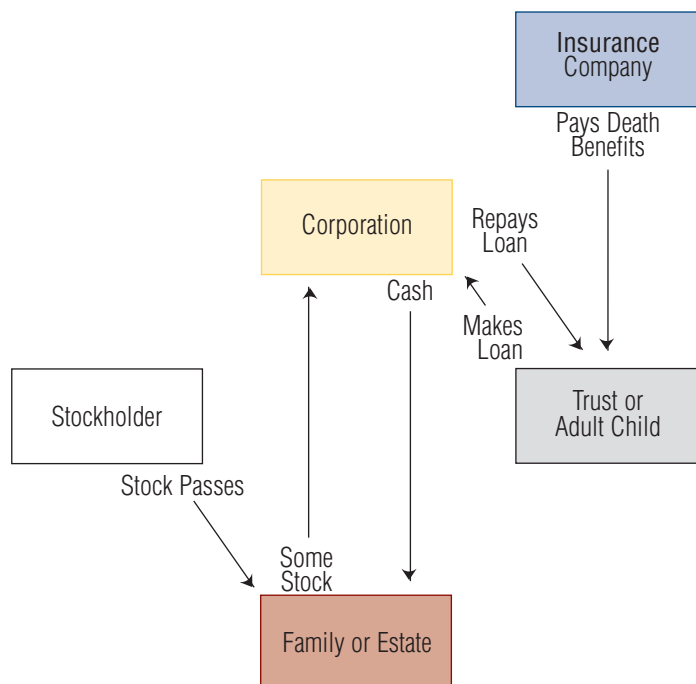 Insurance
Company
Pays Death
Benefits
Corporation
Repays
Loan
Cash
Makes
Loan
Stockholder
Trust or
Adult Child
Stock Passes
Some
Stock
Family or Estate